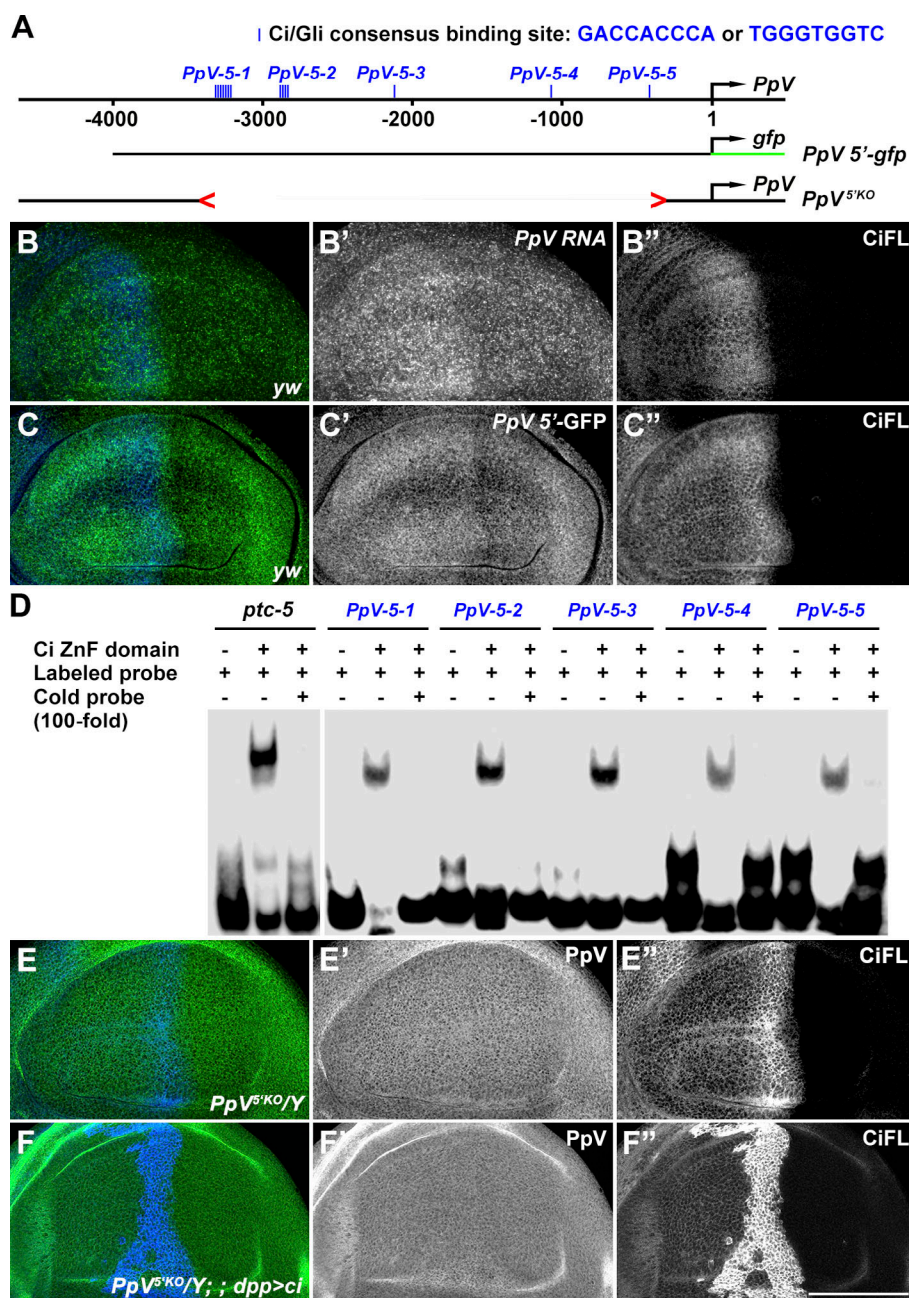 A
Ci/Gli consensus binding site: GACCACCCA or TGGGTGGTC
PpV-5-1 PpV-5-2 PpV-5-3 PpV-5-4 PpV-5-5
PpV
-4000 -3000 -2000 -1000 1
gfp
PpV 5'-gfp
PpV
PpV5'KO
B B' PpV RNA B" CiFL
yw
C C' PpV 5'-GFP C" CiFL
yw
D
ptc-5 PpV-5-1 PpV-5-2 PpV-5-3 PpV-5-4 PpV-5-5
Ci ZnF domain - + + - + + - + + - + + - + + - + +
Labeled probe + + + + + + + + + + + + + + + + + +
Cold probe - - + - - + - - + - - + - - + - - +
(100-fold)
E E' PpV E" CiFL
PpV5'KO/Y
F F' PpV F" CiFL
PpV5'KO/Y; ; dpp>ci